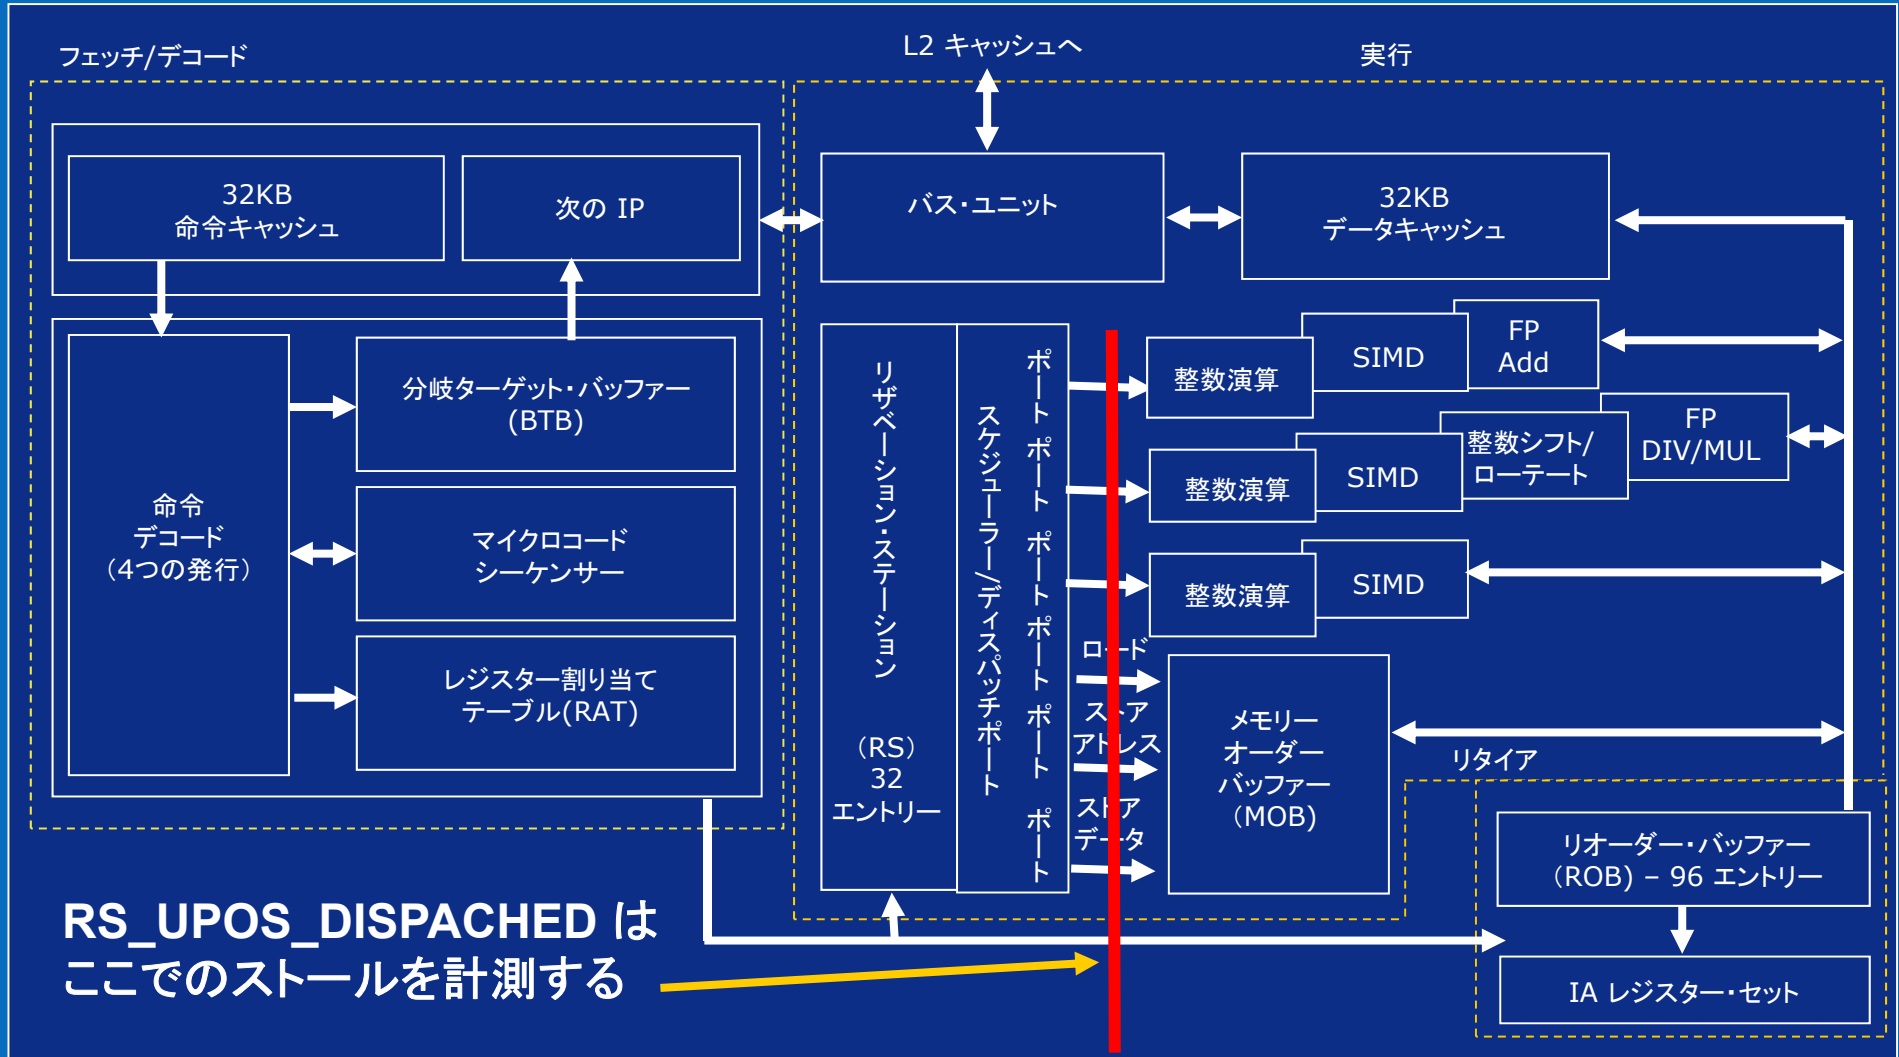 フェッチ/デコード
L2 キャッシュへ
実行
32KB
命令キャッシュ
次の IP
バス・ユニット
32KB
データキャッシュ
命令
デコード
(4つの発行)
分岐ターゲット・バッファー
(BTB)
マイクロコード
シーケンサー
レジスター割り当て
テーブル(RAT)
リザベーション・ステーション
(RS)
32
エントリー
スケジューラー/ディスパッチポート
ポート
ポート
ポート
ポート
ポート
ポート
整数演算
SIMD
FP
Add
整数演算
SIMD
整数シフト/
ローテート
FP
DIV/MUL
整数演算
SIMD
ロード
ストア
アドレス
ストア
データ
メモリー
オーダー
バッファー
(MOB)
リタイア
リオーダー・バッファー
(ROB) – 96 エントリー
IA レジスター・セット
RS_UPOS_DISPACHED は
ここでのストールを計測する